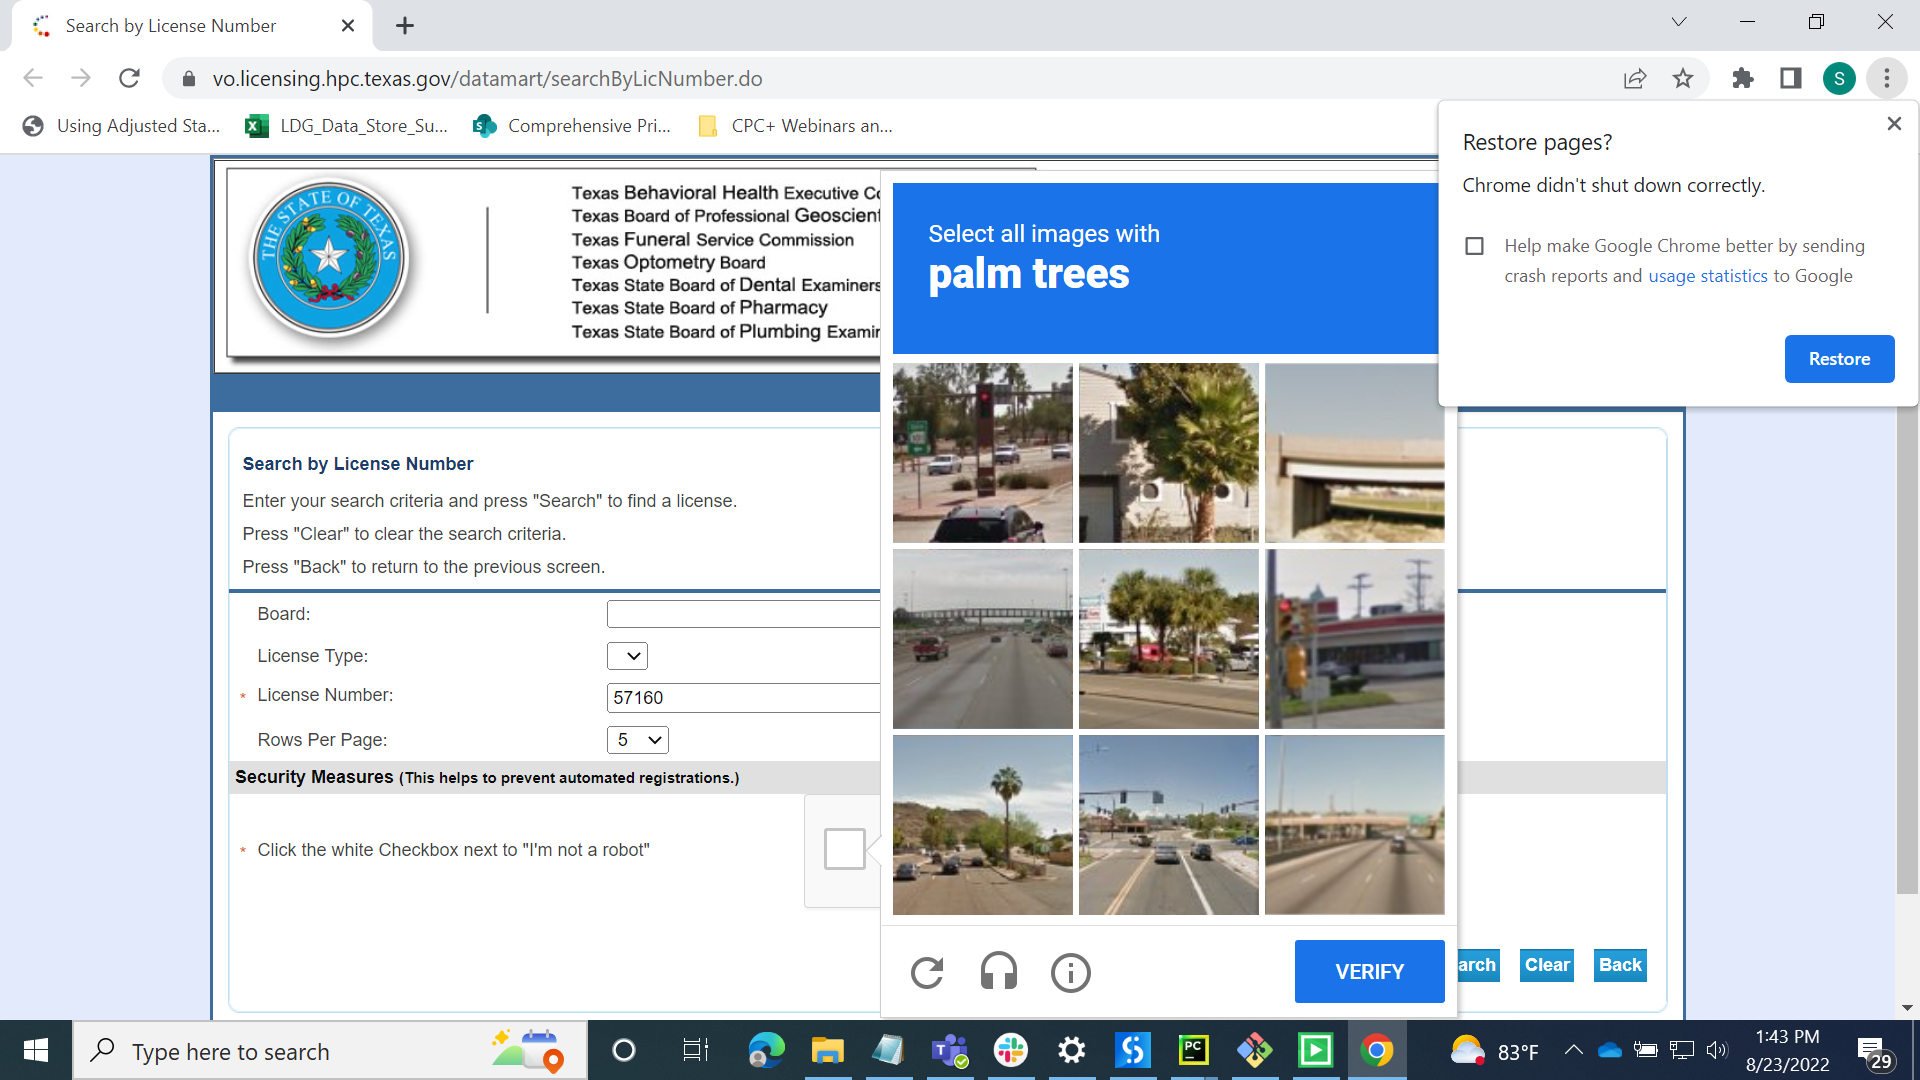 Search by License Number
vo.licensing.hpc.texas.gov/datamart/searchByLicNumber.do
S
Using Adjusted Sta...
LDG_Data_Store_Su...
Comprehensive Pri...
CPC+ Webinars an...
Restore pages?
Chrome didn't shut down correctly.
Help make Google Chrome better by sending
crash reports and usage statistics to Google
Restore
THE STATE OF TEXAS
Texas Behavioral Health Executive Co
Texas Board of Professional Geoscient
Texas Funeral Service Commission
Texas Optometry Board
Texas State Board of Dental Examiners
Texas State Board of Pharmacy
Texas State Board of Plumbing Examin
Select all images with
palm trees
Search by License Number
Enter your search criteria and press "Search" to find a license.
Press "Clear" to clear the search criteria.
Press "Back" to return to the previous screen.
Board:
License Type:
* License Number:
57160
Rows Per Page:
5
Security Measures (This helps to prevent automated registrations.)
* Click the white Checkbox next to "I'm not a robot"
VERIFY
arch
Clear
Back
Type here to search
PC
83°F
1:43 PM
8/23/2022
29